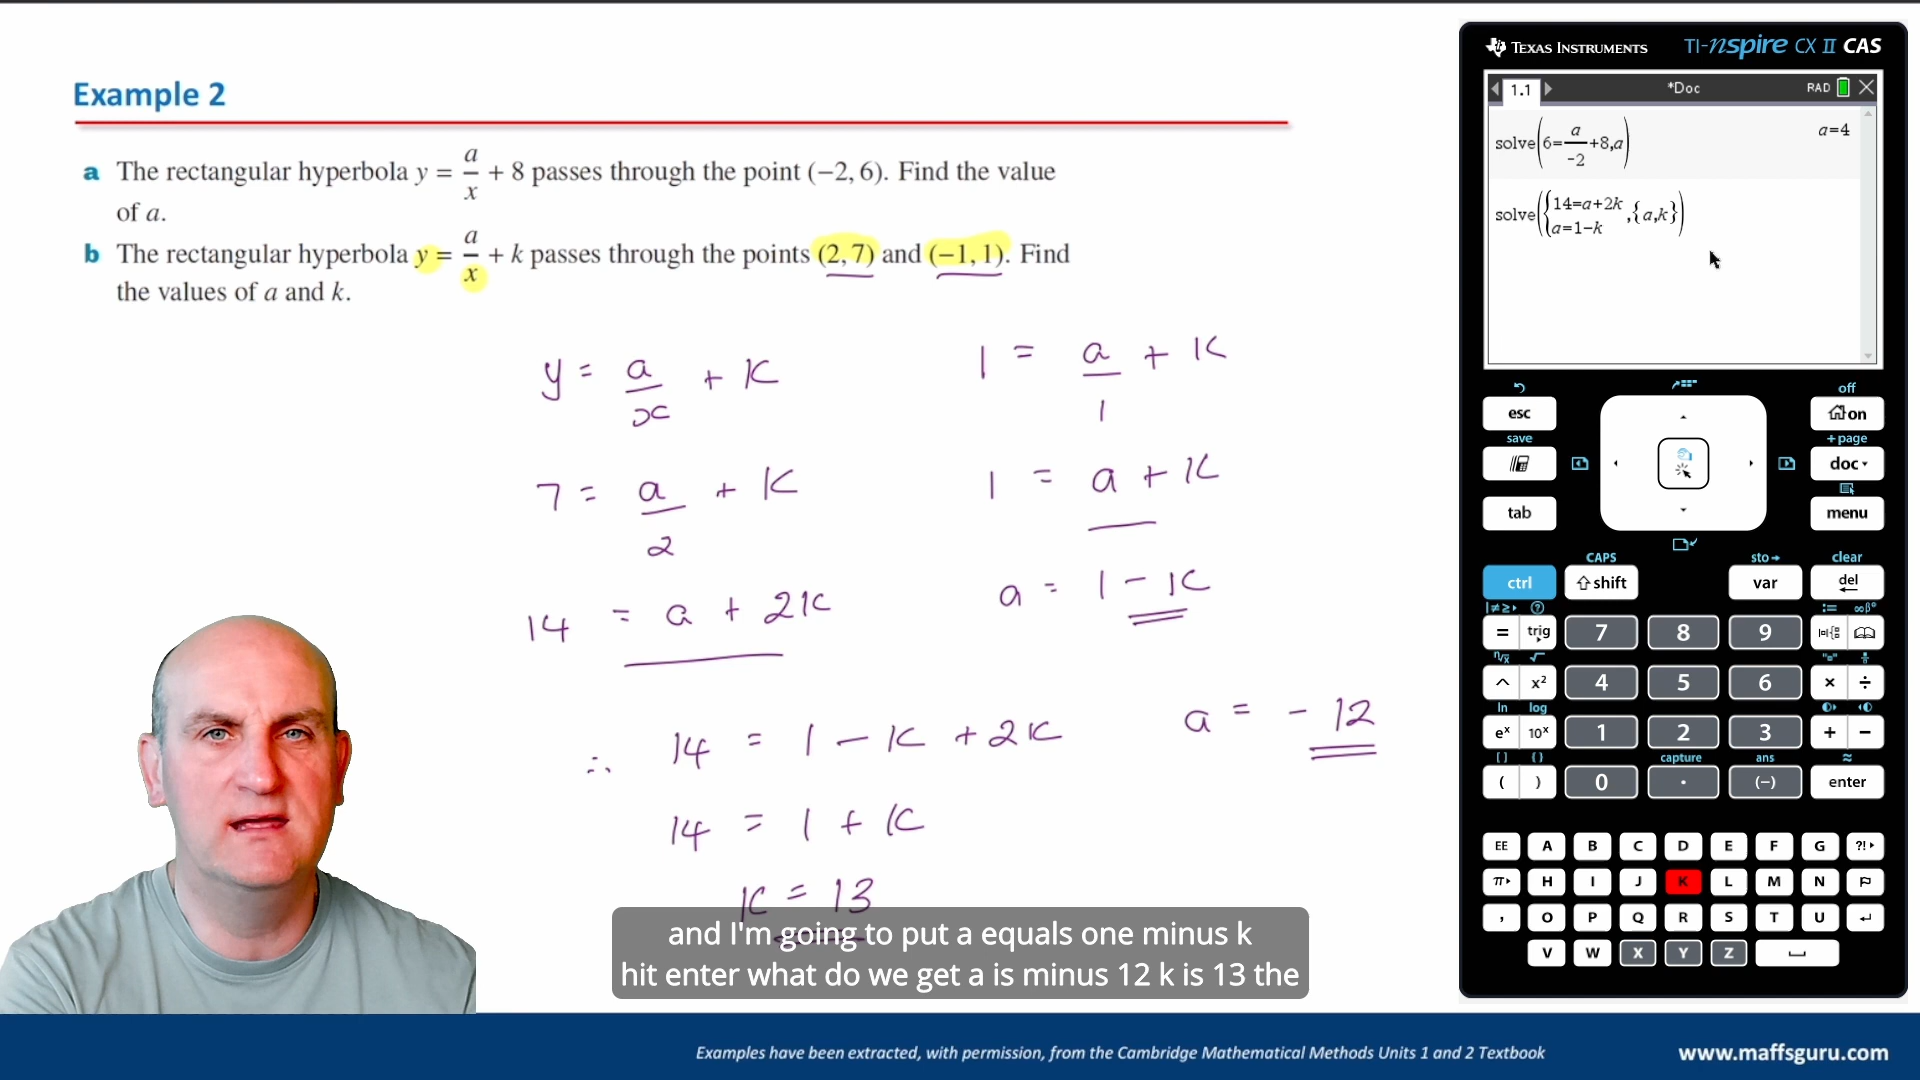 Example 2
a The rectangular hyperbola y = a/x + 8 passes through the point (−2, 6). Find the value
of a.
b The rectangular hyperbola y = a/x + k passes through the points (2, 7) and (−1, 1). Find
the values of a and k.
y = a/x + k
1 = a/1 + k
7 = a/2 + k
1 = a + k
14 = a + 2k
a = 1 - k
∴ 14 = 1 - k + 2k
a = - 12
14 = 1 + k
k = 13
and I'm going to put a equals one minus k
hit enter what do we get a is minus 12 k is 13 the
Examples have been extracted, with permission, from the Cambridge Mathematical Methods Units 1 and 2 Textbook
www.maffsguru.com
TEXAS INSTRUMENTS TI-nspire CX II CAS
1.1 *Doc RAD
solve(6=a/-2+8,a) a=4
solve({14=a+2k
a=1-k ,{a,k})
off
esc on
save +page
doc
tab menu
CAPS sto→ clear
ctrl shift var del
= trig 7 8 9
^ x² 4 5 6 × ÷
ln log
eˣ 10ˣ 1 2 3 + −
[ ] { } capture ans ≈
( ) 0 . (−) enter
EE A B C D E F G ?!
π H I J K L M N
, O P Q R S T U
V W X Y Z